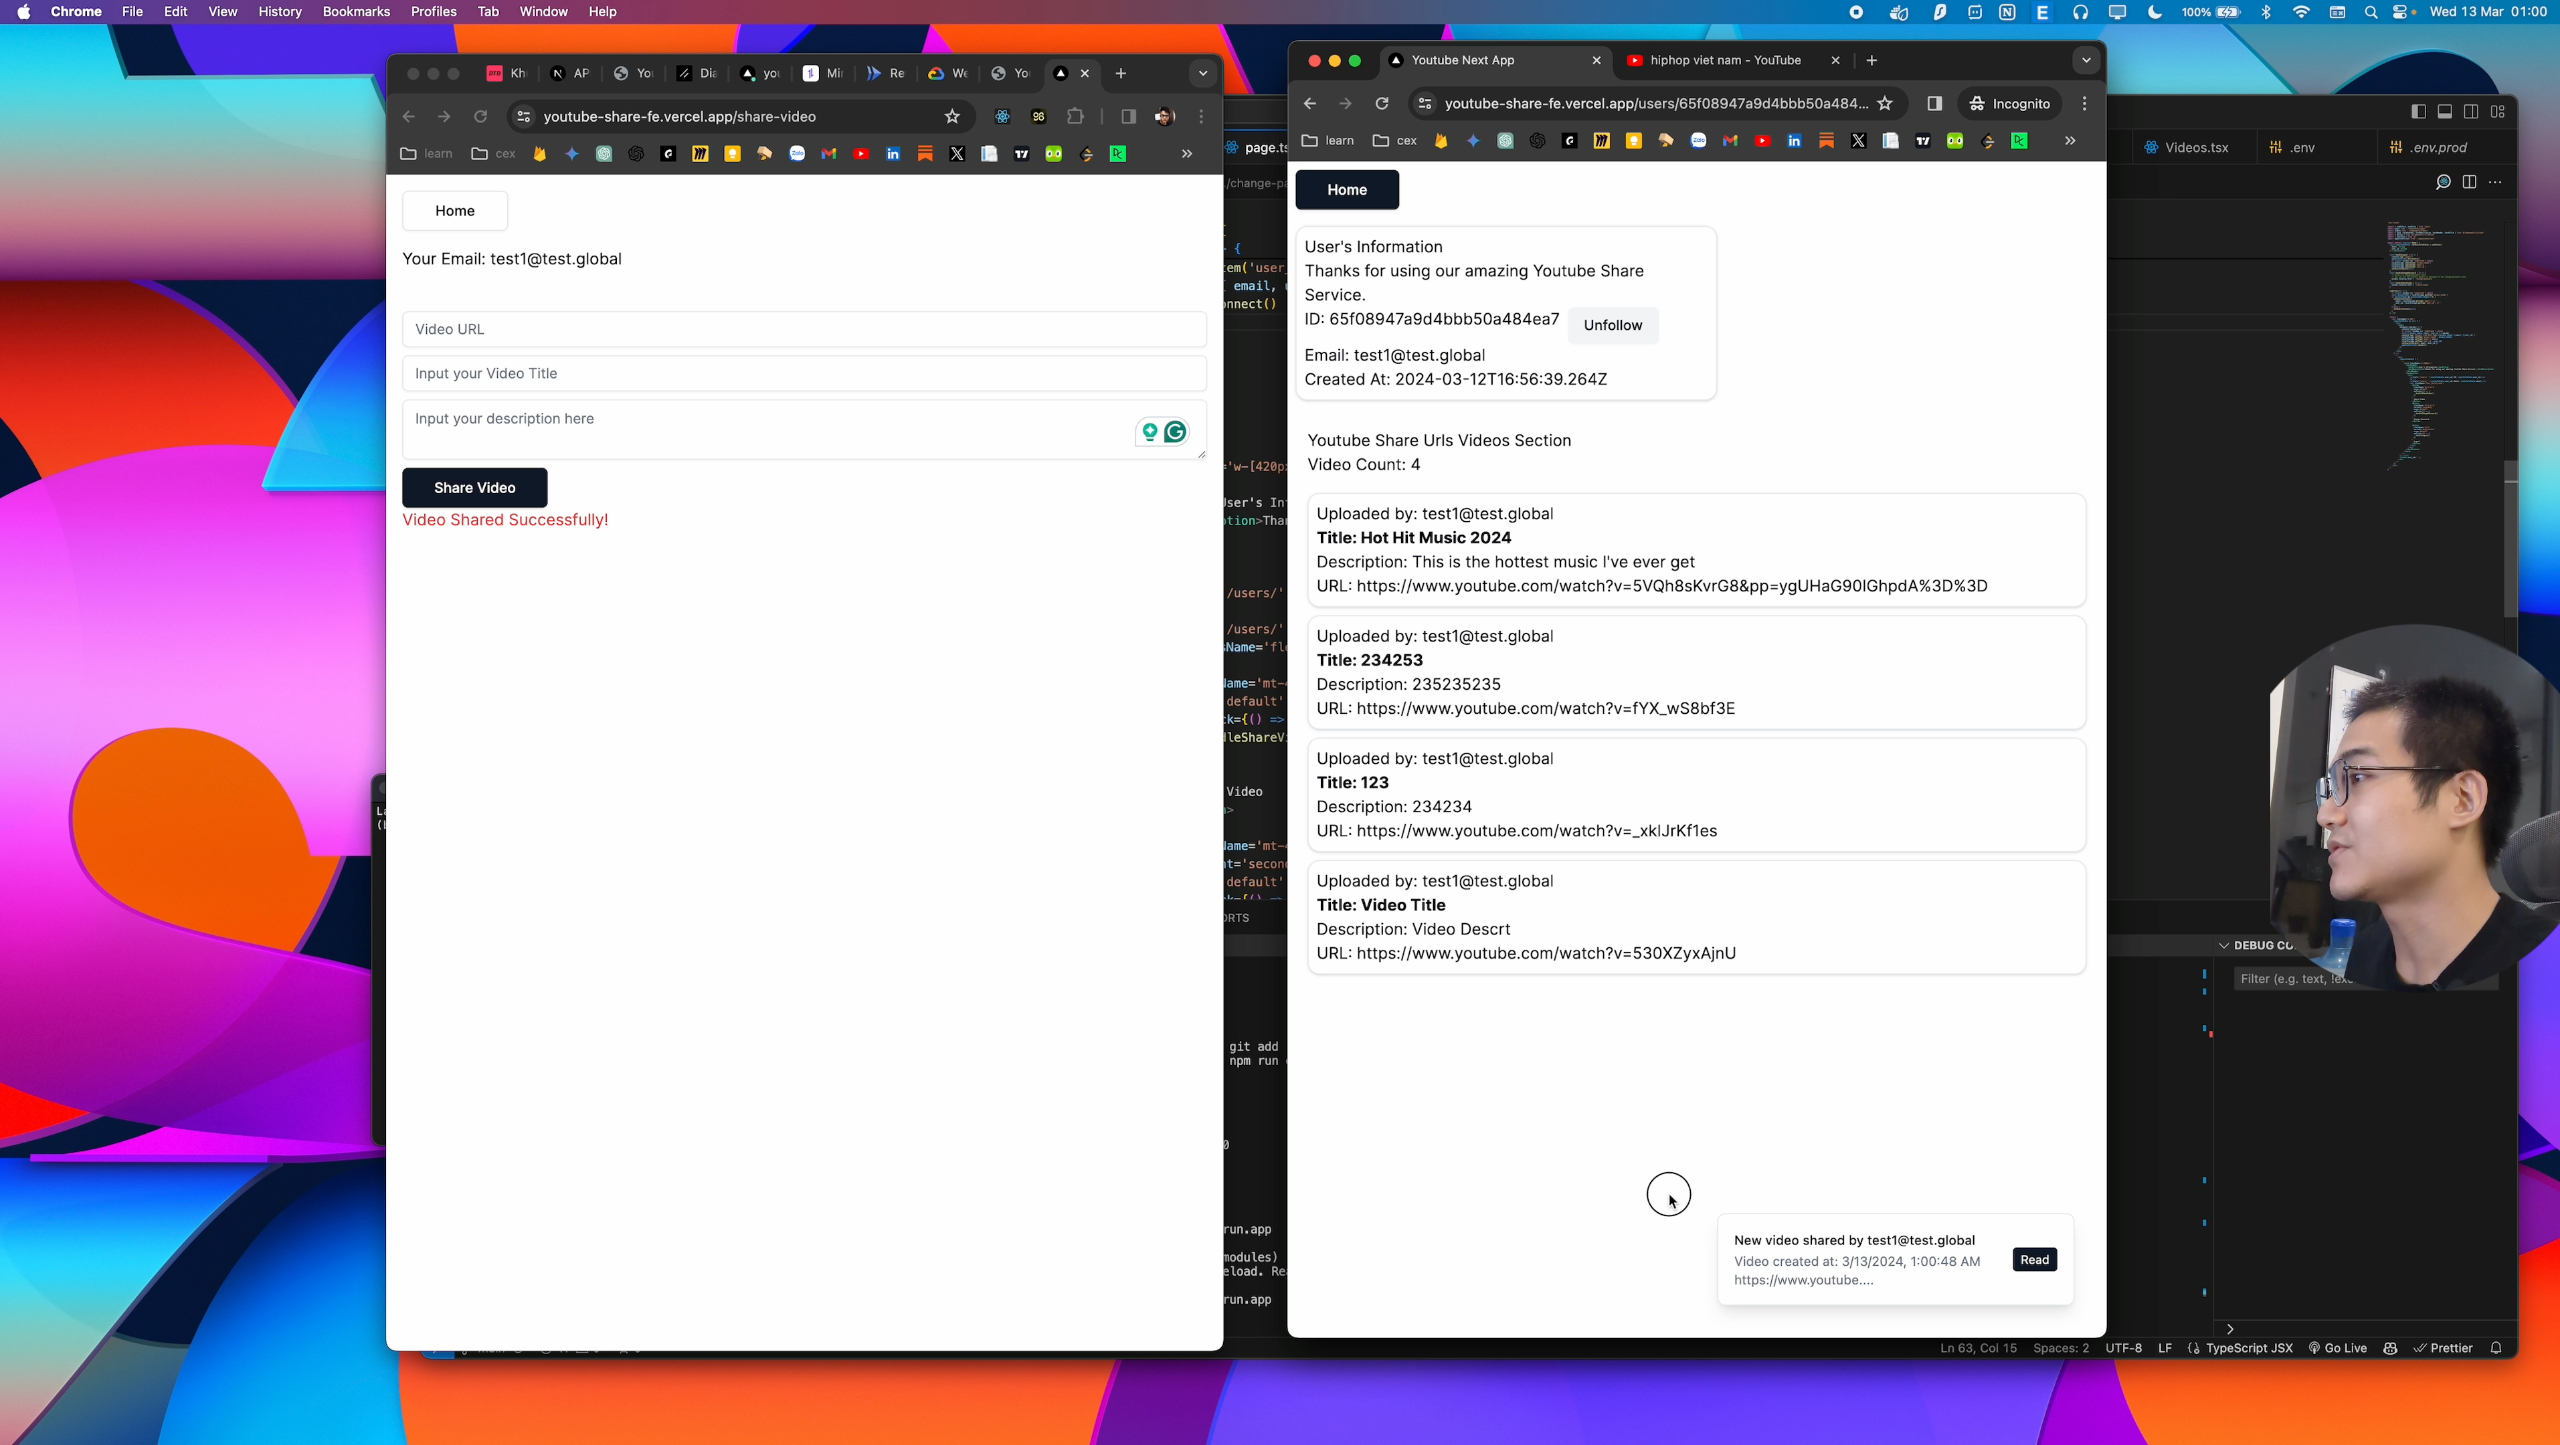 Chrome File Edit View History Bookmarks Profiles Tab Window Help
100% Wed 13 Mar 01:00
Kh AP Yo Dia you Mir Re We Yo
youtube-share-fe.vercel.app/share-video
learn cex
Home
Your Email: test1@test.global
Video URL
Input your Video Title
Input your description here
Share Video
Video Shared Successfully!
Youtube Next App
hiphop viet nam - YouTube
youtube-share-fe.vercel.app/users/65f08947a9d4bbb50a484...
Incognito
learn cex
Home
User's Information
Thanks for using our amazing Youtube Share
Service.
ID: 65f08947a9d4bbb50a484ea7
Unfollow
Email: test1@test.global
Created At: 2024-03-12T16:56:39.264Z
Youtube Share Urls Videos Section
Video Count: 4
Uploaded by: test1@test.global
Title: Hot Hit Music 2024
Description: This is the hottest music I've ever get
URL: https://www.youtube.com/watch?v=5VQh8sKvrG8&pp=ygUHaG90IGhpdA%3D%3D
Uploaded by: test1@test.global
Title: 234253
Description: 235235235
URL: https://www.youtube.com/watch?v=fYX_wS8bf3E
Uploaded by: test1@test.global
Title: 123
Description: 234234
URL: https://www.youtube.com/watch?v=_xklJrKf1es
Uploaded by: test1@test.global
Title: Video Title
Description: Video Descrt
URL: https://www.youtube.com/watch?v=530XZyxAjnU
New video shared by test1@test.global
Video created at: 3/13/2024, 1:00:48 AM
https://www.youtube....
Read
page.ts
Videos.tsx
.env
.env.prod
/change-pa
email,
/users/'
/users/'
default'
Video
default'
git add
npm run
run.app
modules)
run.app
DEBUG CO
Filter (e.g. text, !ex
Ln 63, Col 15 Spaces: 2 UTF-8 LF TypeScript JSX Go Live Prettier